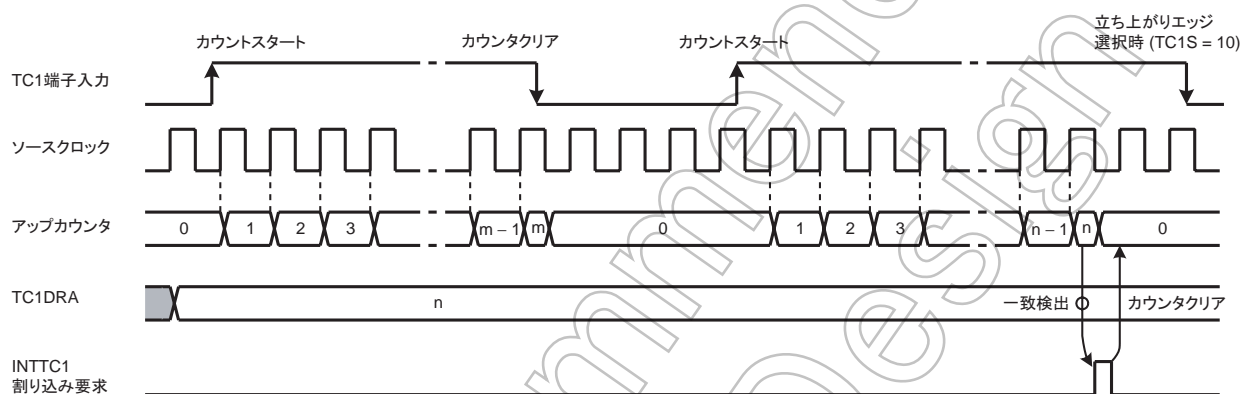 立ち上がりエッジ
選択時 (TC1S = 10)
カウントスタート
カウンタクリア
カウントスタート
TC1端子入力
ソースクロック
アップカウンタ
0 1 2 3 m − 1 m 0 1 2 3 n − 1 n 0
TC1DRA
n
一致検出
カウンタクリア
INTTC1
割り込み要求
mmen
Design